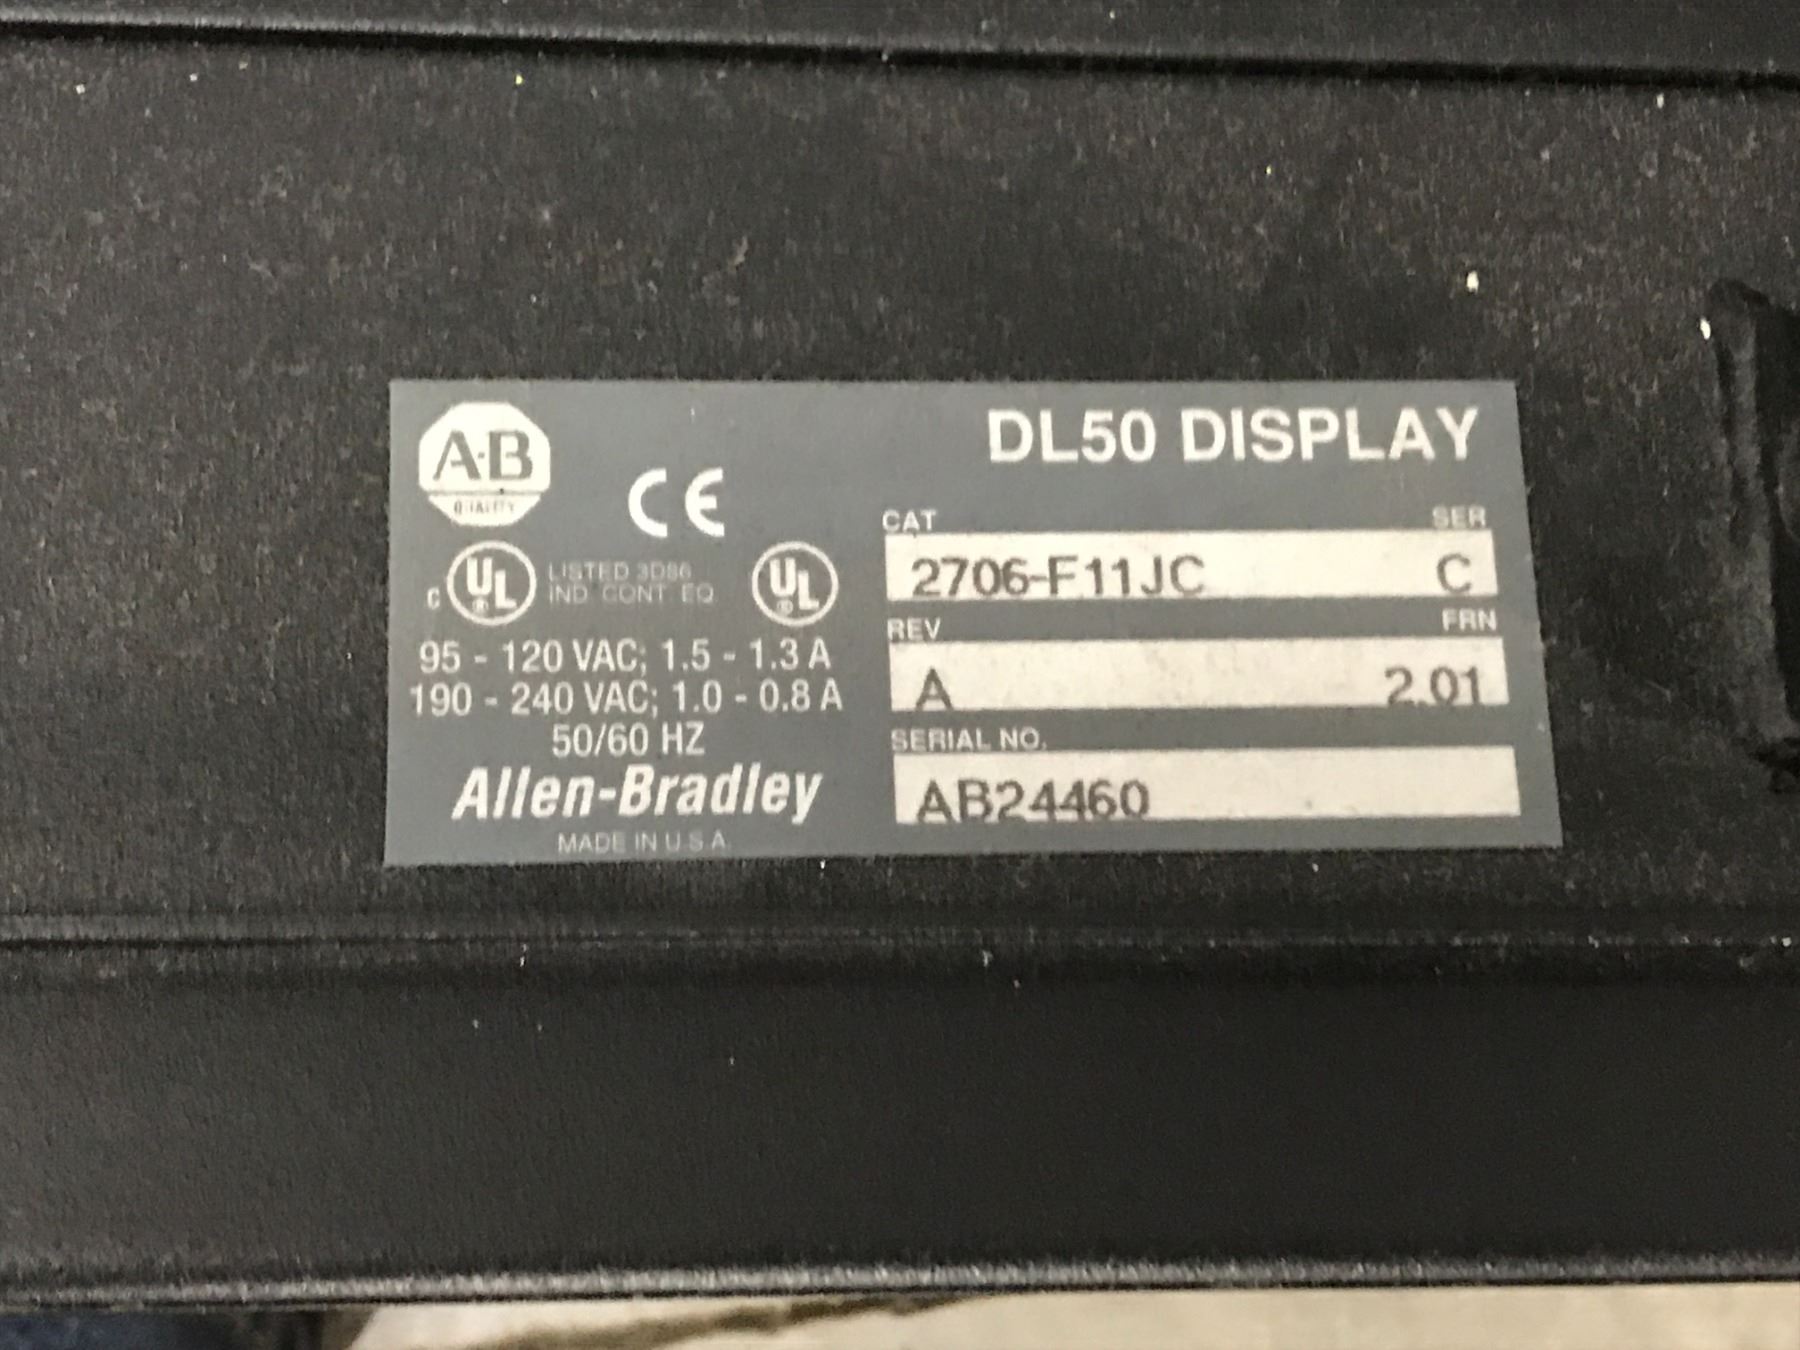 A·B
QUALITY
CE
C UL ® LISTED 3D86
IND. CONT. EQ.
UL ®
95 - 120 VAC; 1.5 - 1.3 A
190 - 240 VAC; 1.0 - 0.8 A
50/60 HZ
Allen-Bradley
MADE IN U.S.A.
DL50 DISPLAY
CAT SER
2706-F11JC C
REV FRN
A 2.01
SERIAL NO.
AB24460